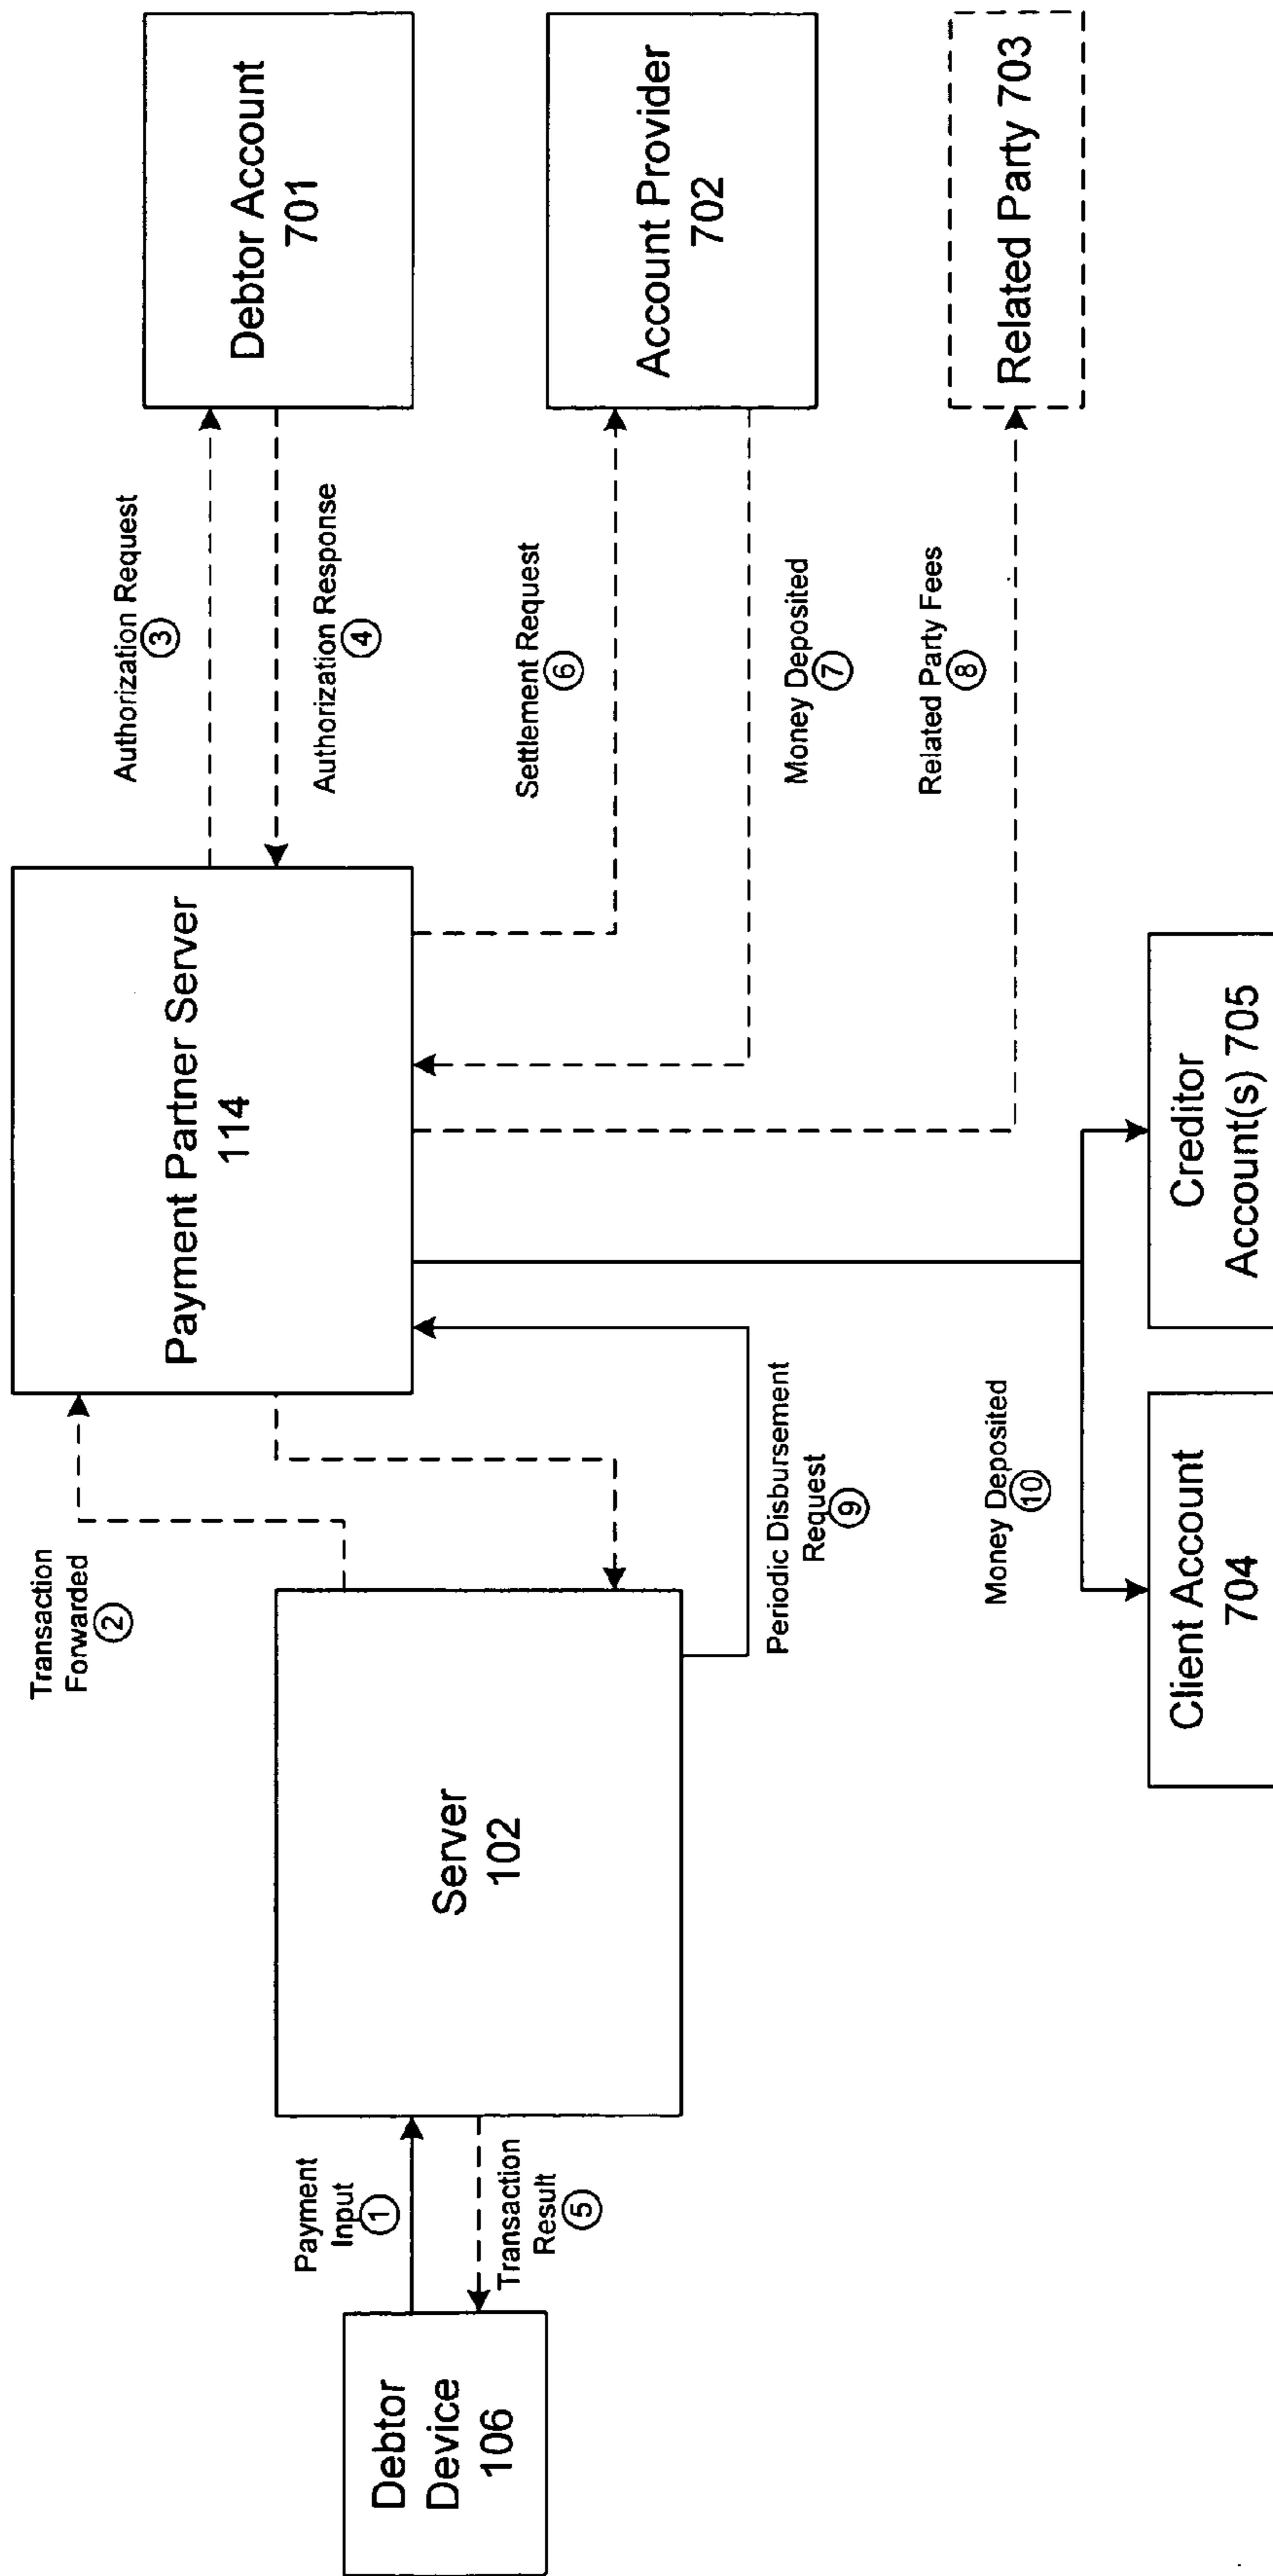 Debtor
Device
106
Payment
Input
1
Transaction
Result
5
Server
102
Transaction
Forwarded
2
Periodic Disbursement
Request
9
Payment Partner Server
114
Authorization Request
3
Authorization Response
4
Debtor Account
701
Settlement Request
6
Money Deposited
7
Account Provider
702
Related Party Fees
8
Related Party 703
Money Deposited
10
Client Account
704
Creditor
Account(s) 705